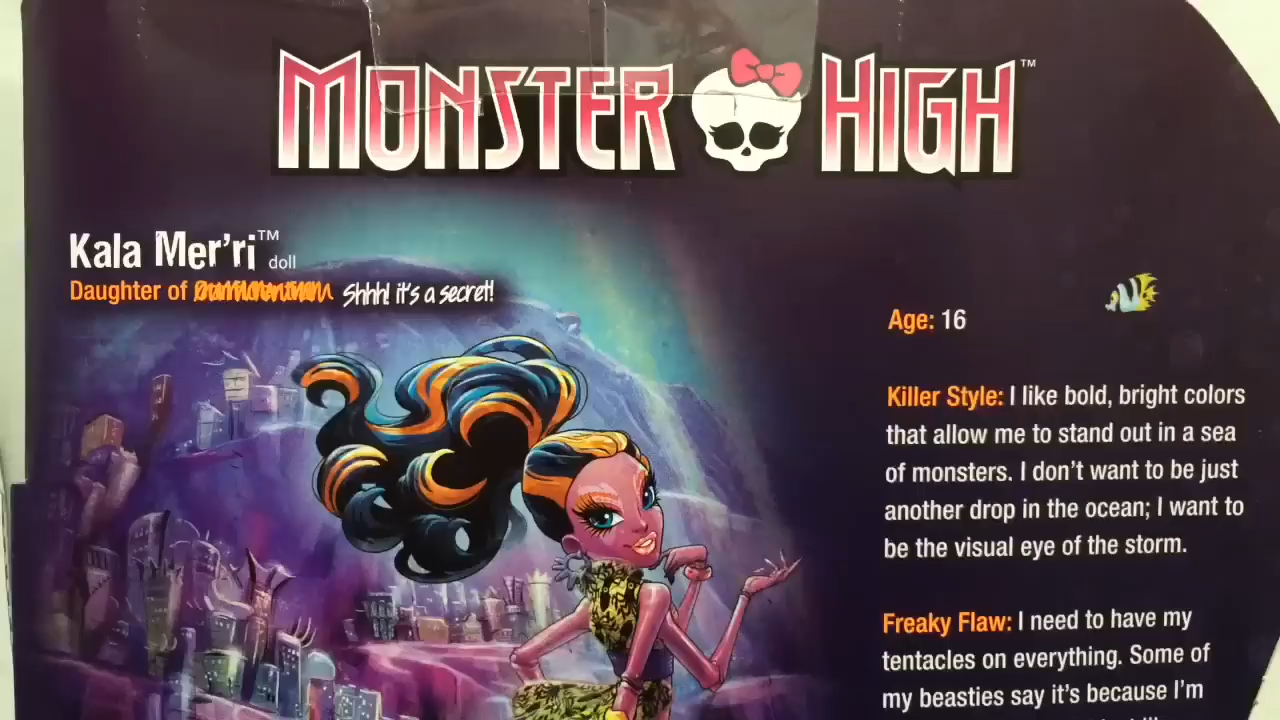 MONSTER HIGH™
Kala Mer'ri™ doll
Daughter of Shhh! it's a secret!
Age: 16
Killer Style: I like bold, bright colors
that allow me to stand out in a sea
of monsters. I don't want to be just
another drop in the ocean; I want to
be the visual eye of the storm.
Freaky Flaw: I need to have my
tentacles on everything. Some of
my beasties say it's because I'm